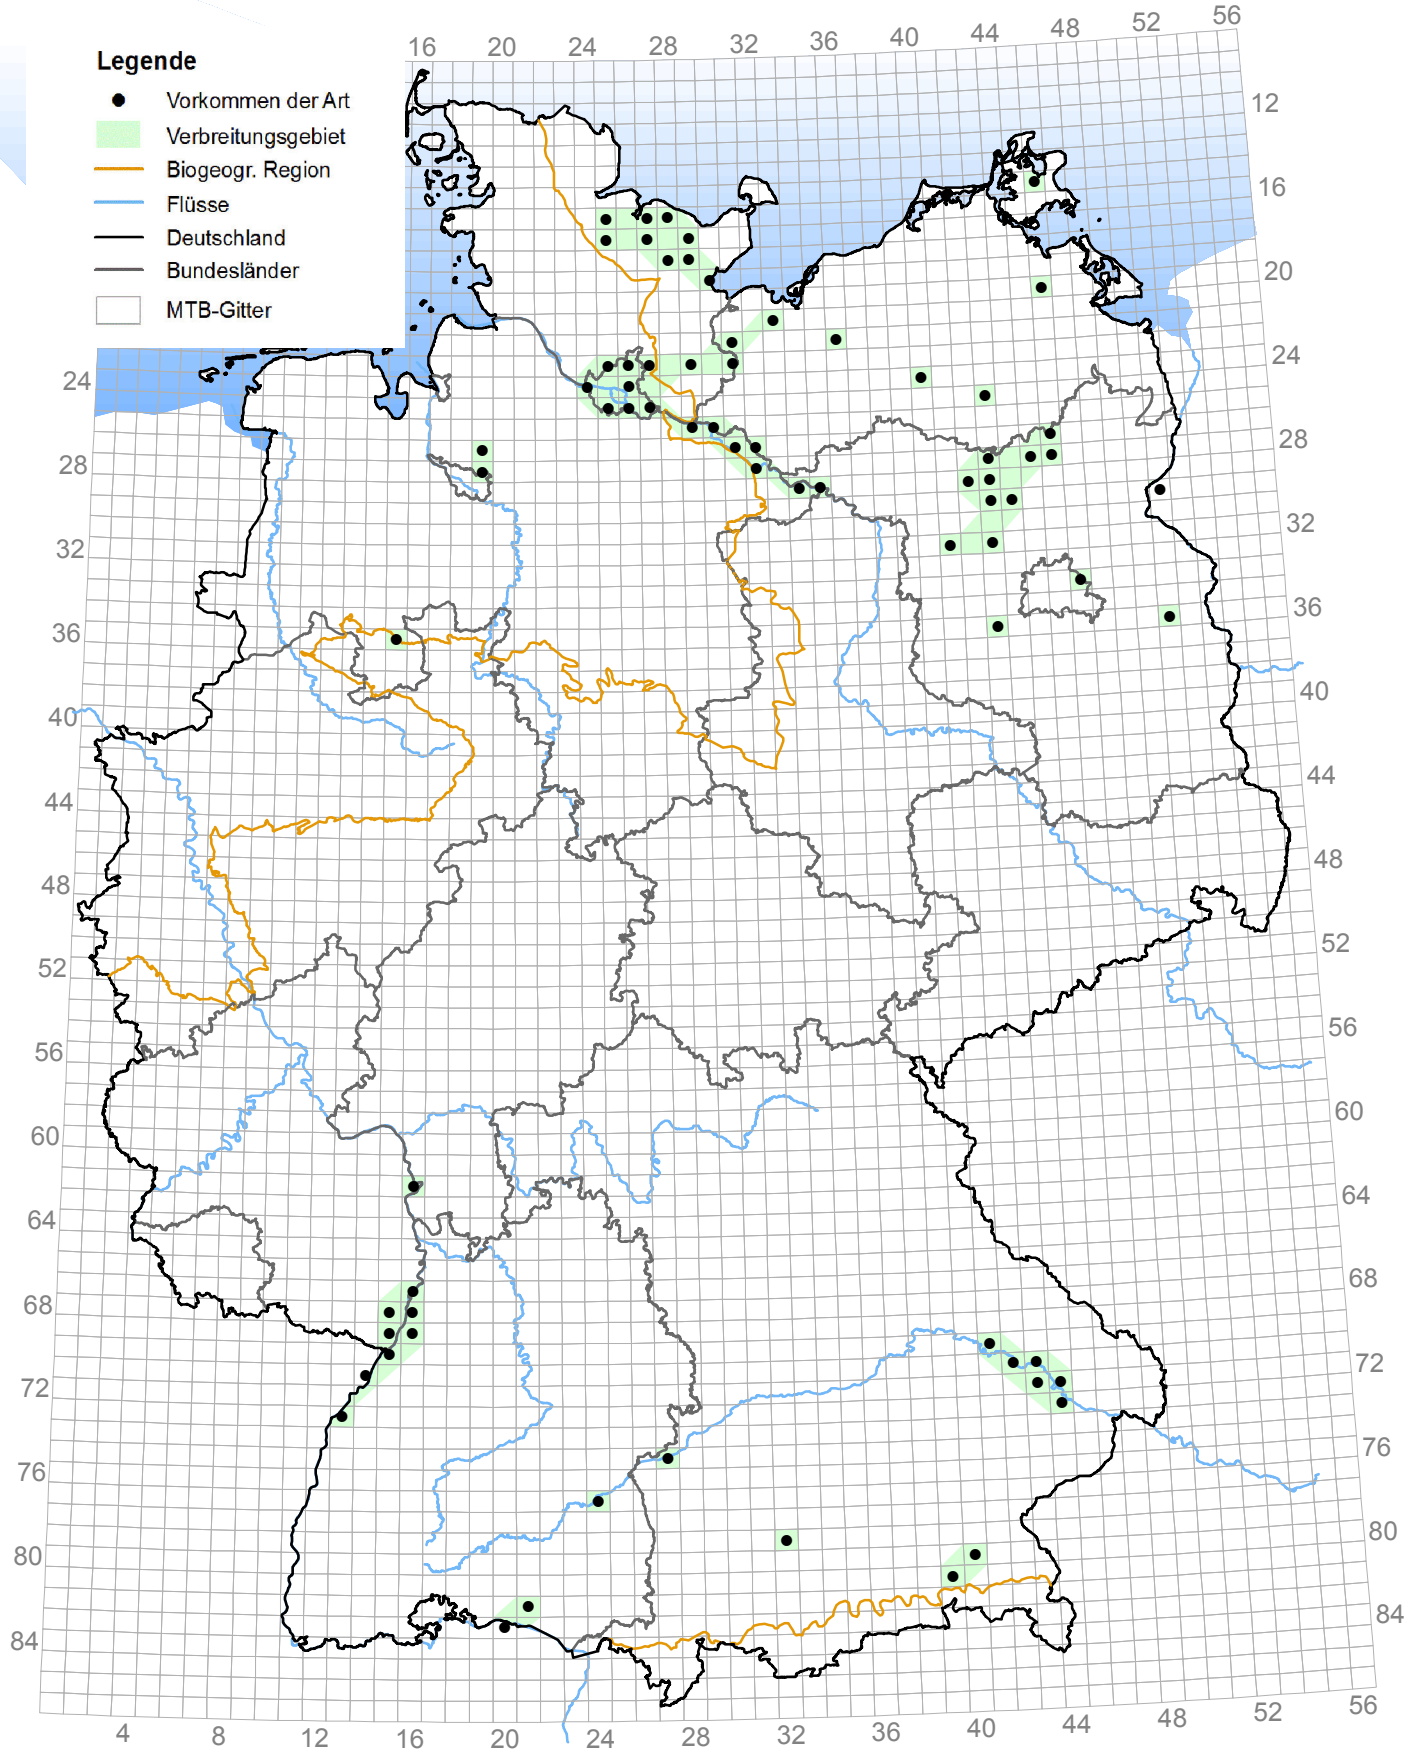 Legende
Vorkommen der Art
Verbreitungsgebiet
Biogeogr. Region
Flüsse
Deutschland
Bundesländer
MTB-Gitter
16 20 24 28 32 36 40 44 48 52 56
12
16
20
24 24
28 28
32 32
36 36
40 40
44 44
48 48
52 52
56 56
60 60
64 64
68 68
72 72
76 76
80 80
84 84
4 8 12 16 20 24 28 32 36 40 44 48 52 56